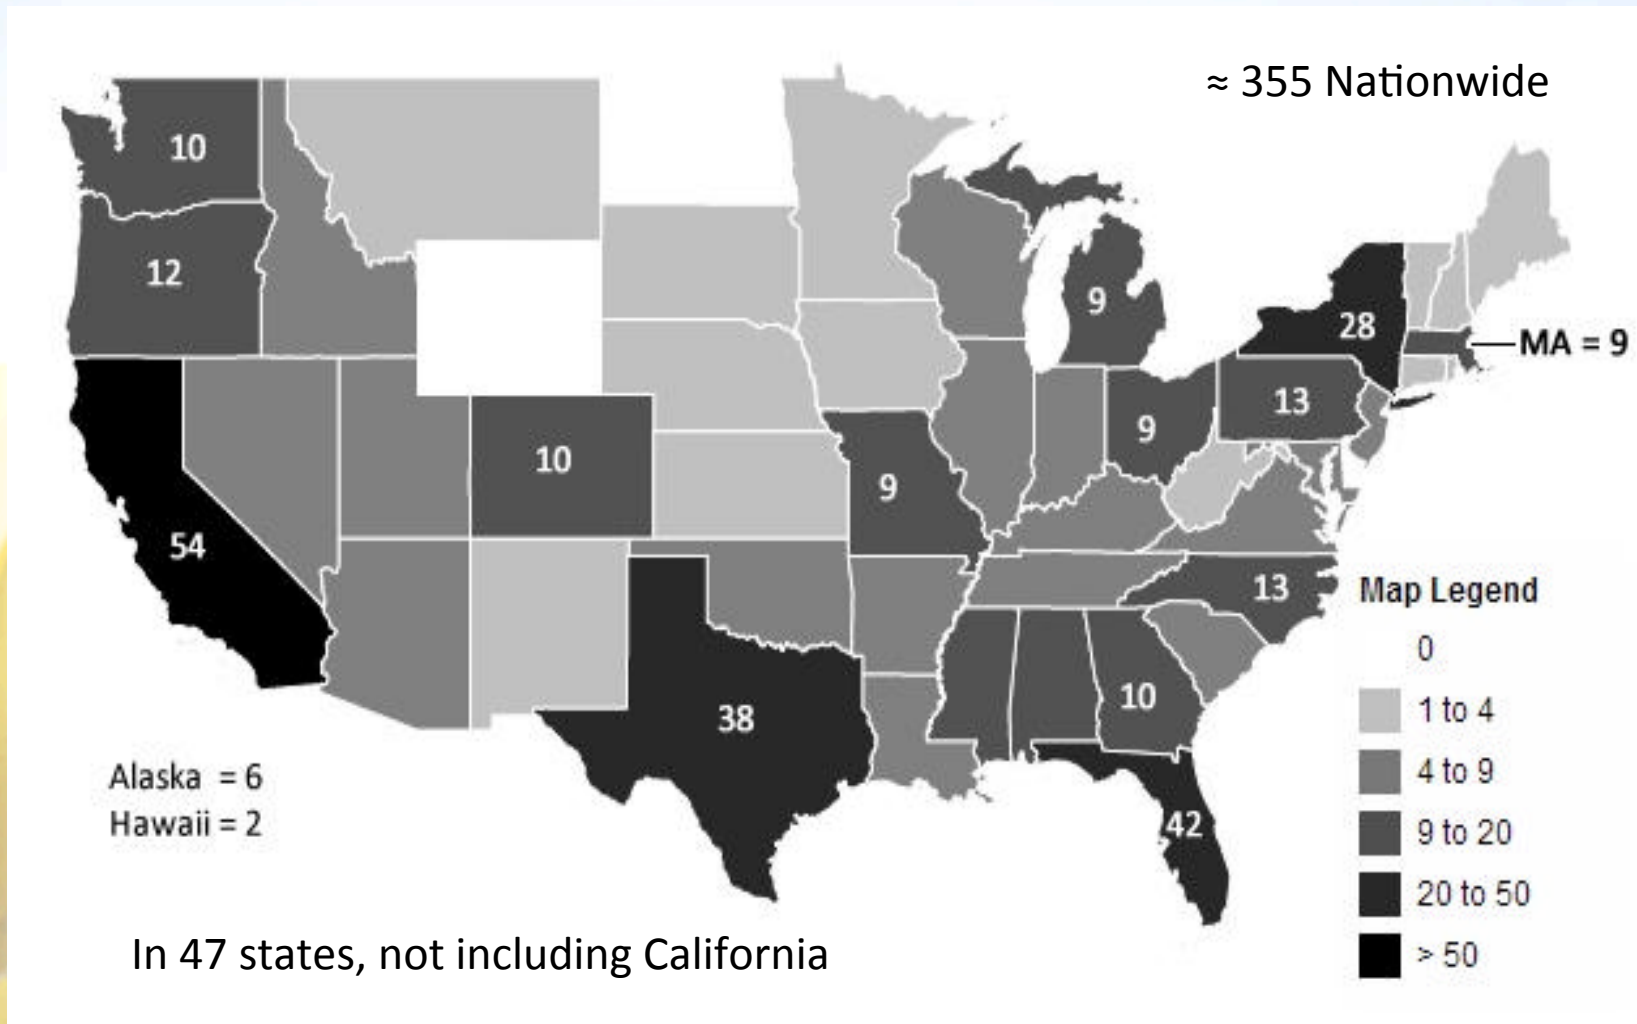 ≈ 355 Nationwide
10
12
9
28
MA = 9
13
9
10
9
54
13
10
38
42
Alaska = 6
Hawaii = 2
Map Legend
0
1 to 4
4 to 9
9 to 20
20 to 50
> 50
In 47 states, not including California